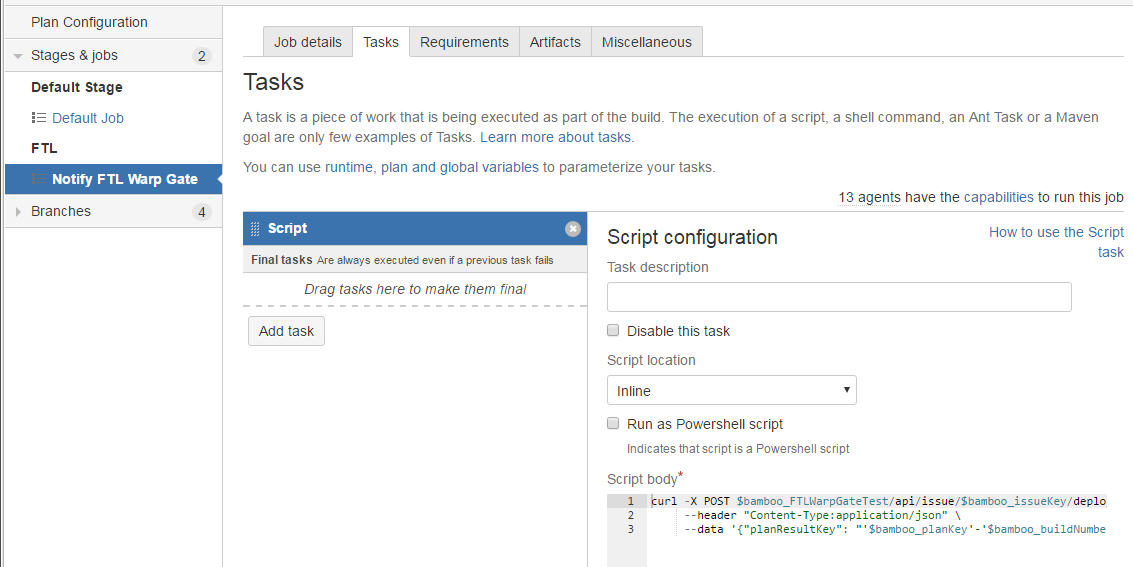 Plan Configuration
Stages & jobs 2
Default Stage
Default Job
FTL
Notify FTL Warp Gate
Branches 4
Job details Tasks Requirements Artifacts Miscellaneous
Tasks
A task is a piece of work that is being executed as part of the build. The execution of a script, a shell command, an Ant Task or a Maven
goal are only few examples of Tasks. Learn more about tasks.
You can use runtime, plan and global variables to parameterize your tasks.
13 agents have the capabilities to run this job
Script
Final tasks Are always executed even if a previous task fails
Drag tasks here to make them final
Add task
Script configuration
How to use the Script
task
Task description
Disable this task
Script location
Inline
Run as Powershell script
Indicates that script is a Powershell script
Script body*
1 curl -X POST $bamboo_FTLWarpGateTest/api/issue/$bamboo_issueKey/deplo
2 --header "Content-Type:application/json" \
3 --data '{"planResultKey": "'$bamboo_planKey'-'$bamboo_buildNumbe